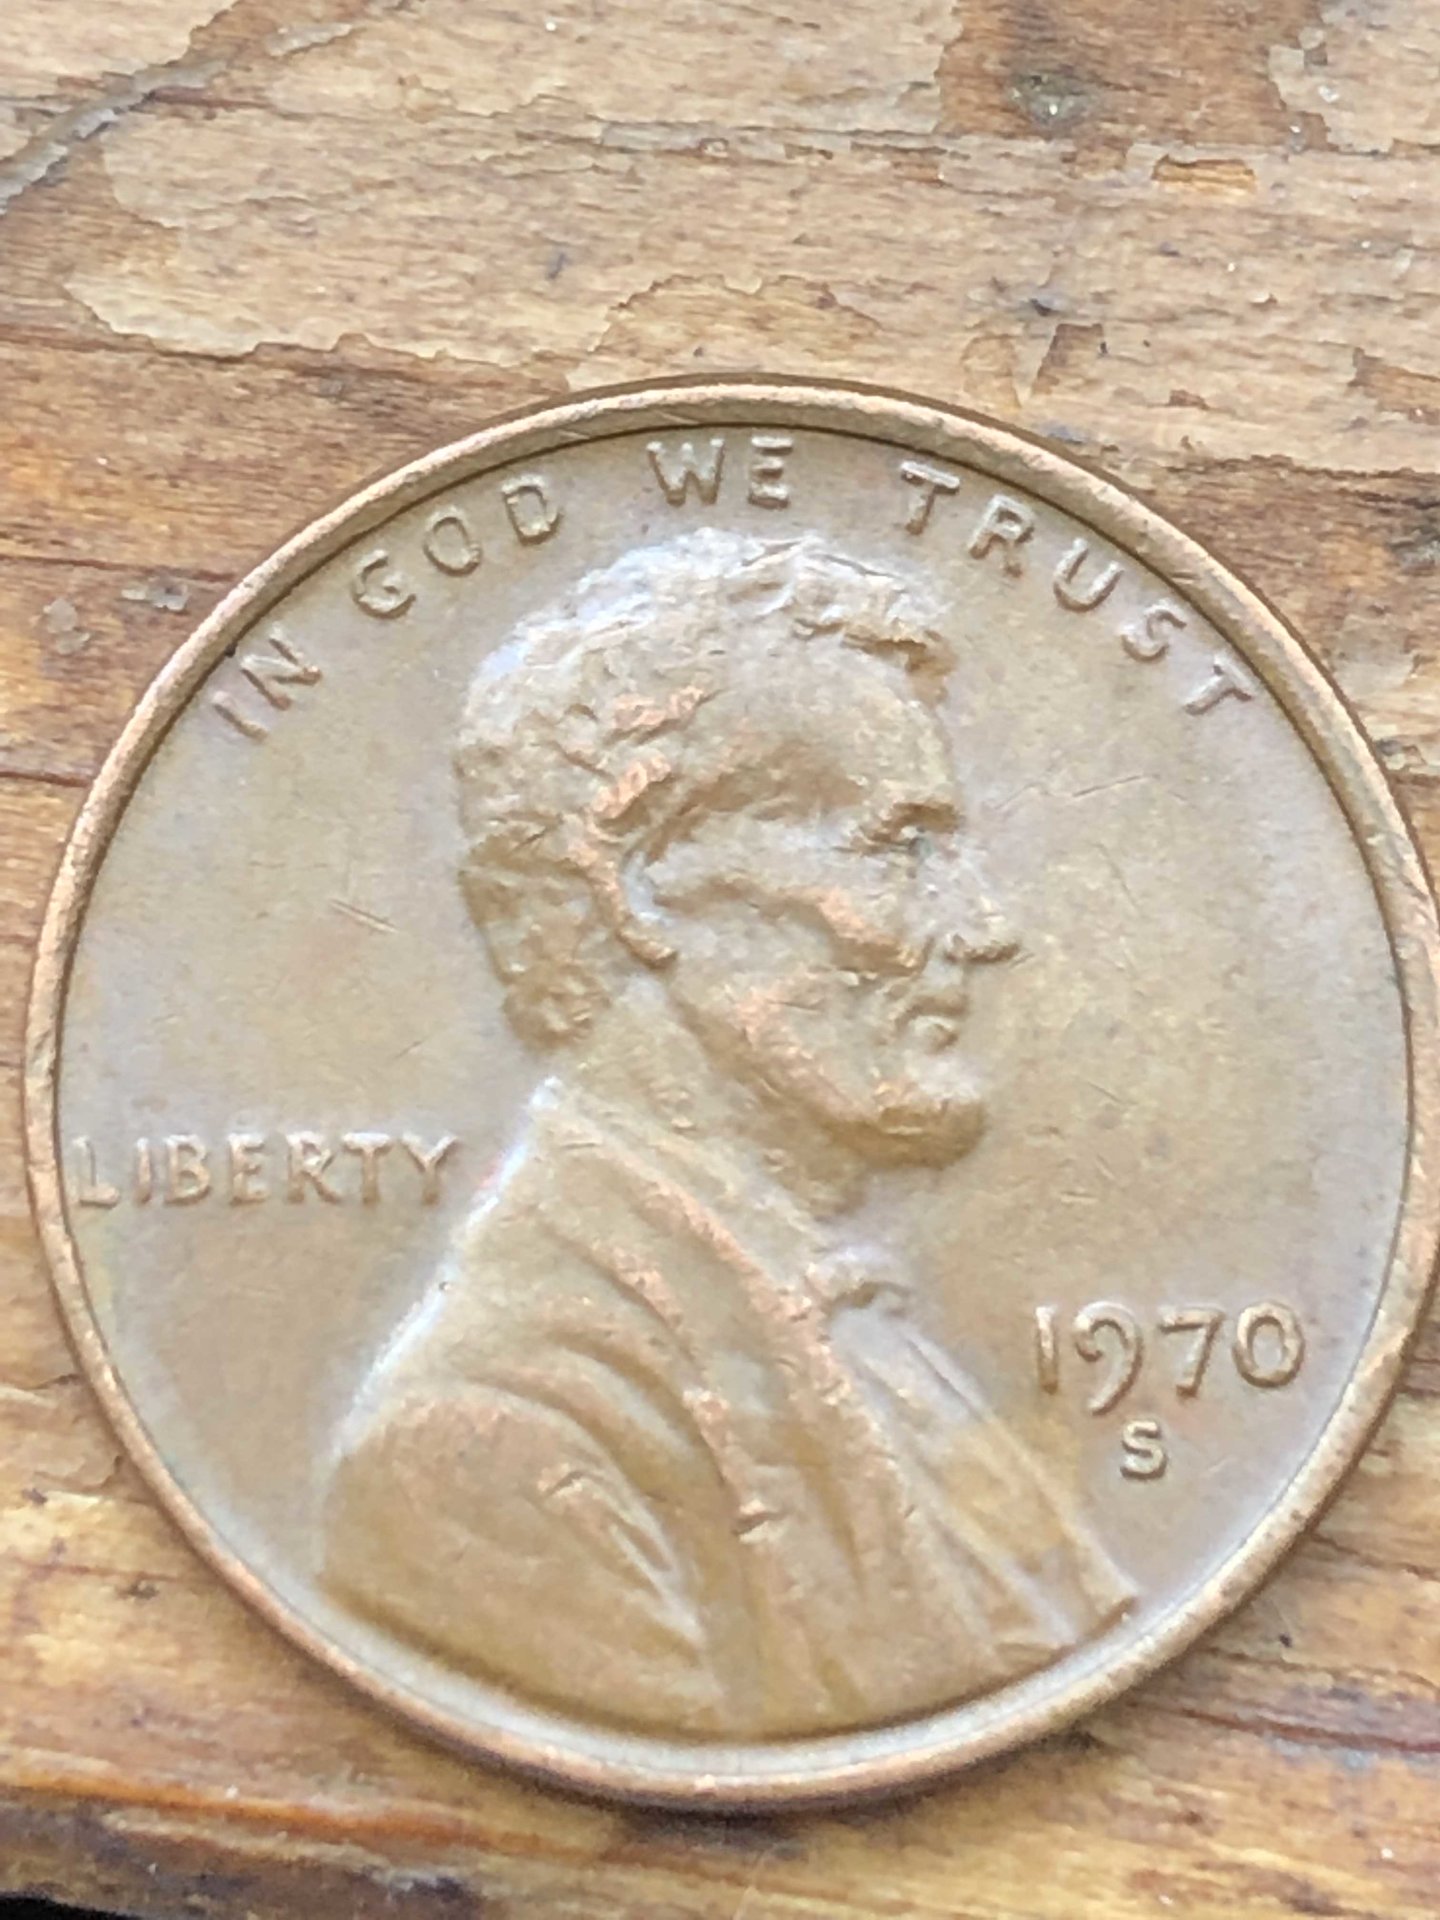 IN GOD WE TRUST
LIBERTY
1970
S